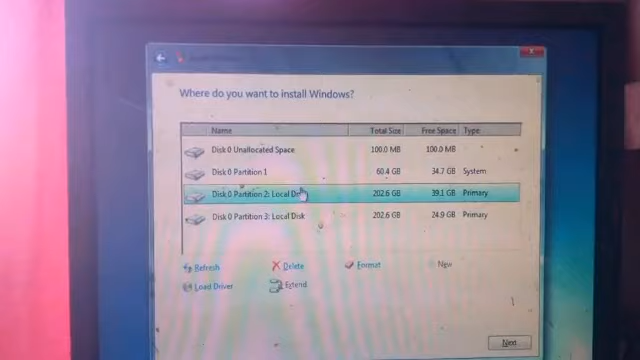 Where do you want to install Windows?
Name Total Size Free Space Type
Disk 0 Unallocated Space 100.0 MB 100.0 MB
Disk 0 Partition 1 60.4 GB 34.7 GB System
Disk 0 Partition 2: Local Disk 202.6 GB 39.1 GB Primary
Disk 0 Partition 3: Local Disk 202.6 GB 24.9 GB Primary
Refresh Delete Format New
Load Driver Extend
Next